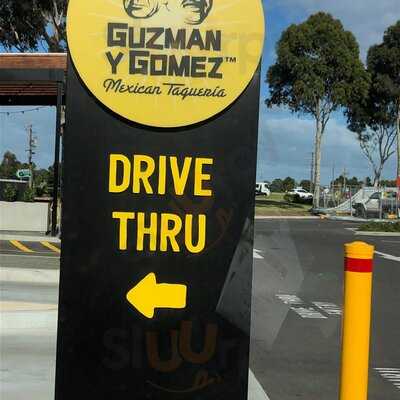 GUZMAN
Y GOMEZ™
Mexican Taqueria
DRIVE
THRU